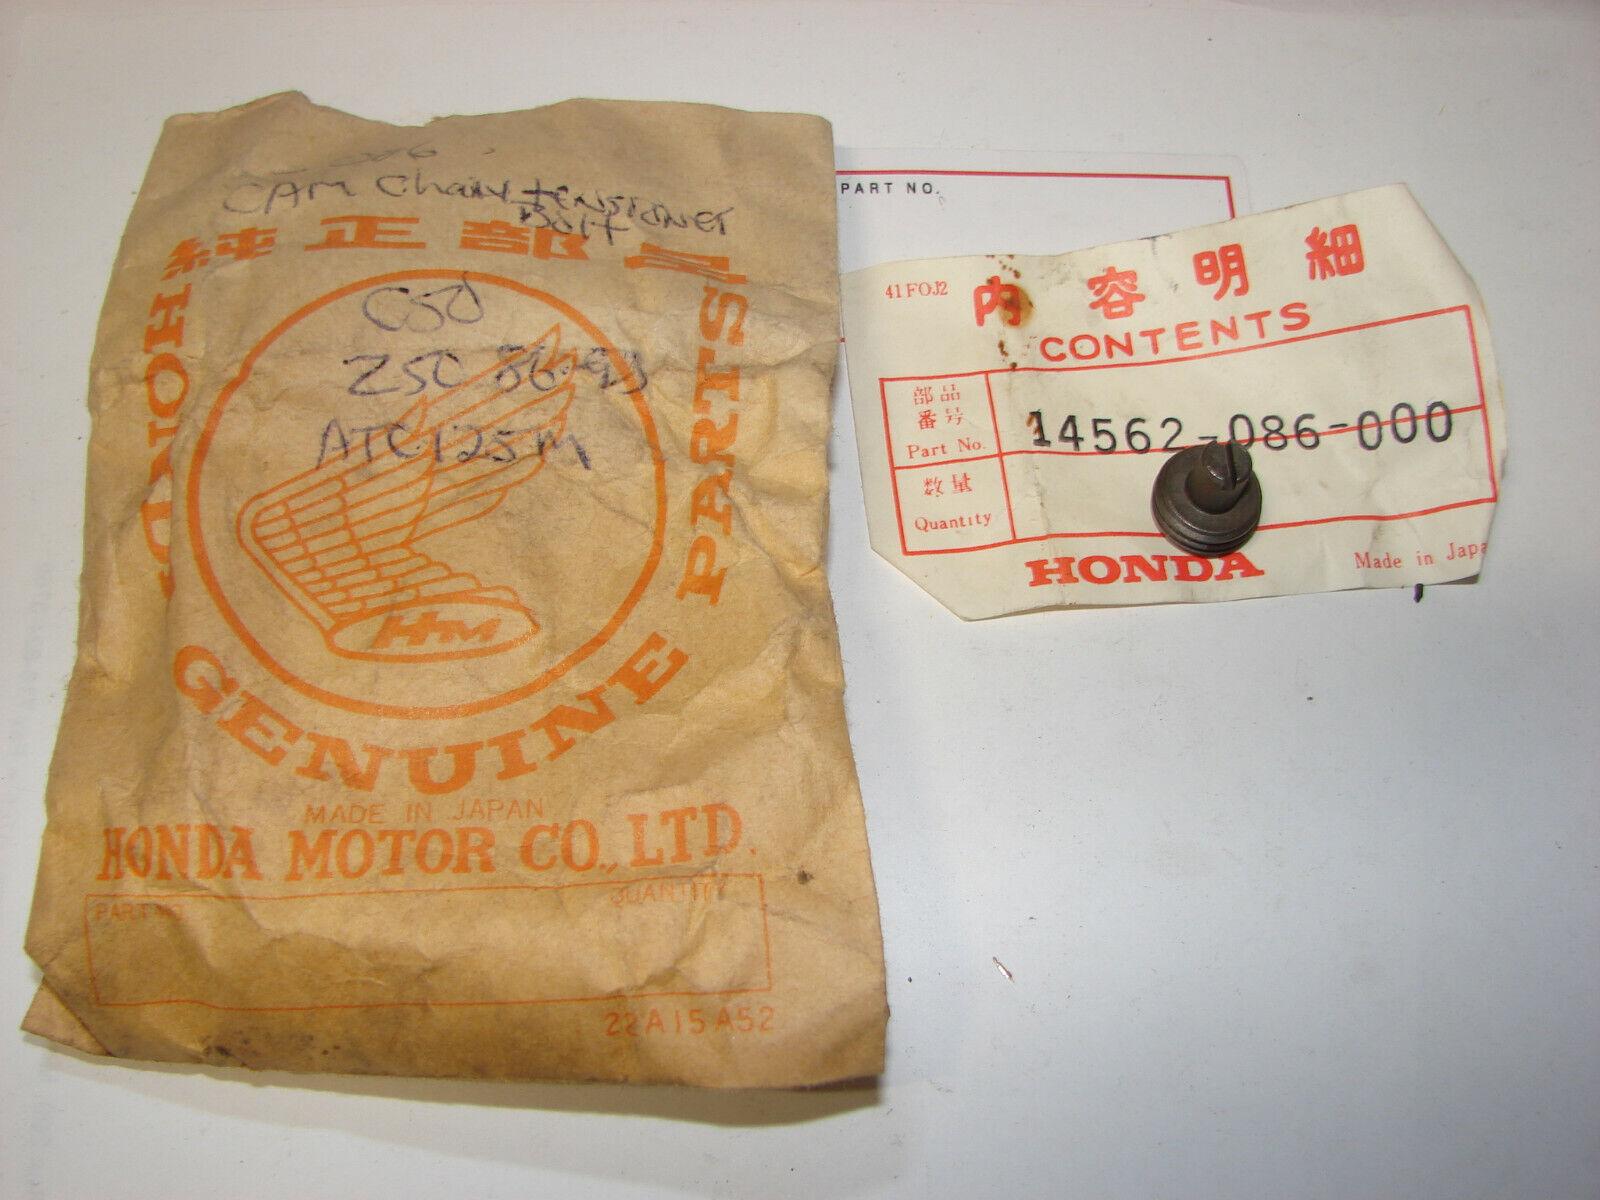 CAM Chain tensioner
Bolt
純正部品
HONDA
C50
Z50 86-93
ATC125M
PARTS
HM
GENUINE
MADE IN JAPAN
HONDA MOTOR CO., LTD.
PART NO.
QUANTITY
22A15A52
PART NO.
41FOJ2
内容明細
CONTENTS
部品
番号
Part No.
14562-086-000
数量
Quantity
HONDA
Made in Japa